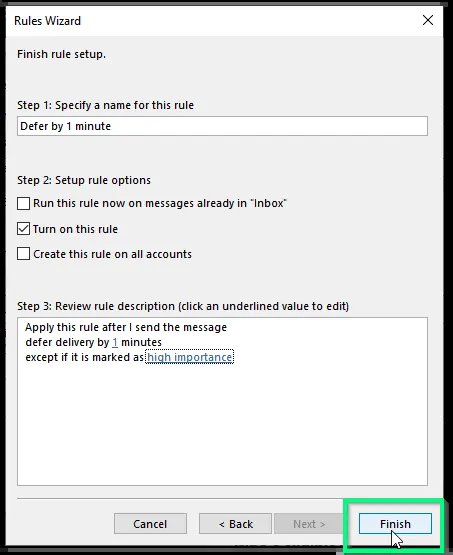 Rules Wizard
Finish rule setup.
Step 1: Specify a name for this rule
Defer by 1 minute
Step 2: Setup rule options
Run this rule now on messages already in "Inbox"
Turn on this rule
Create this rule on all accounts
Step 3: Review rule description (click an underlined value to edit)
Apply this rule after I send the message
defer delivery by 1 minutes
except if it is marked as high importance
Cancel
< Back
Next >
Finish